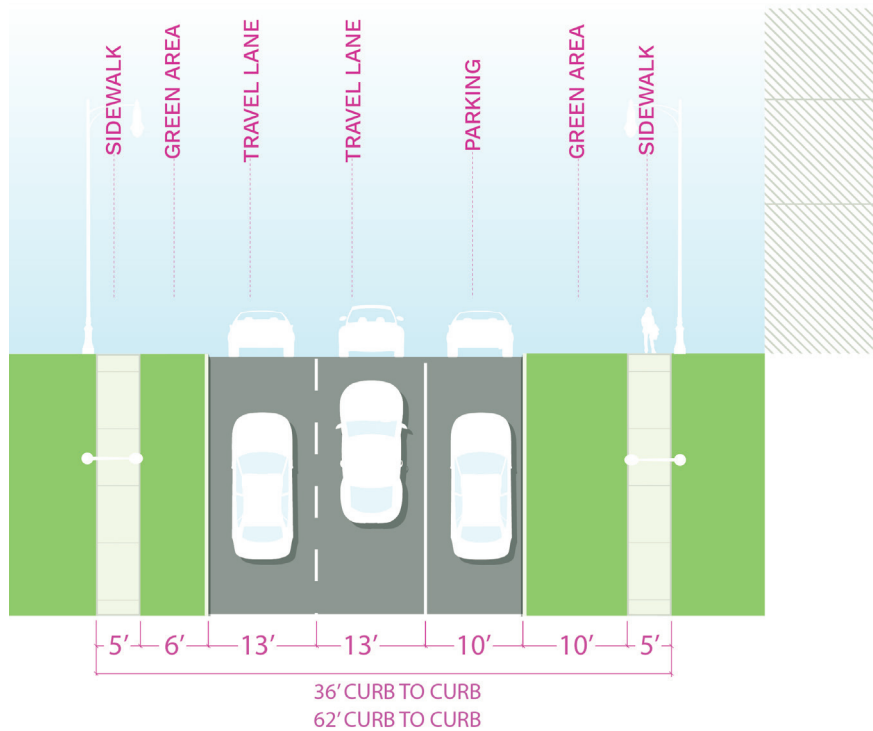 SIDEWALK
GREEN AREA
TRAVEL LANE
TRAVEL LANE
PARKING
GREEN AREA
SIDEWALK
5’ 6’ 13’ 13’ 10’ 10’ 5’
36’ CURB TO CURB
62’ CURB TO CURB